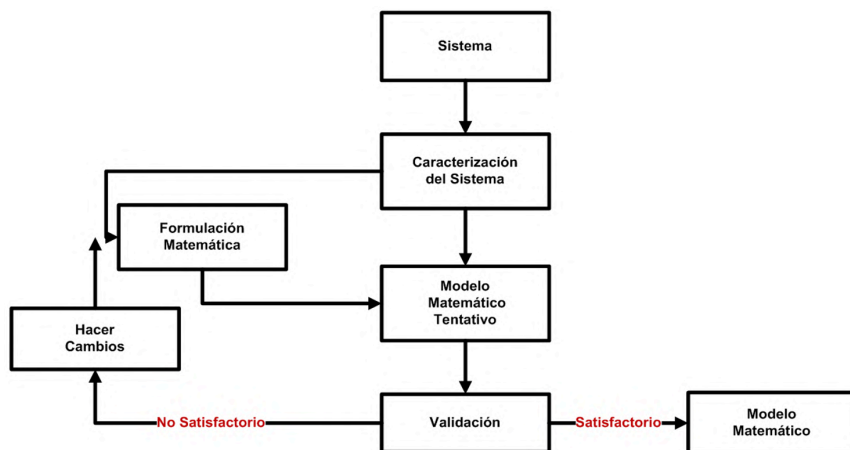 Sistema
Caracterización
del Sistema
Formulación
Matemática
Modelo
Matemático
Tentativo
Hacer
Cambios
No Satisfactorio
Validación
Satisfactorio
Modelo
Matemático